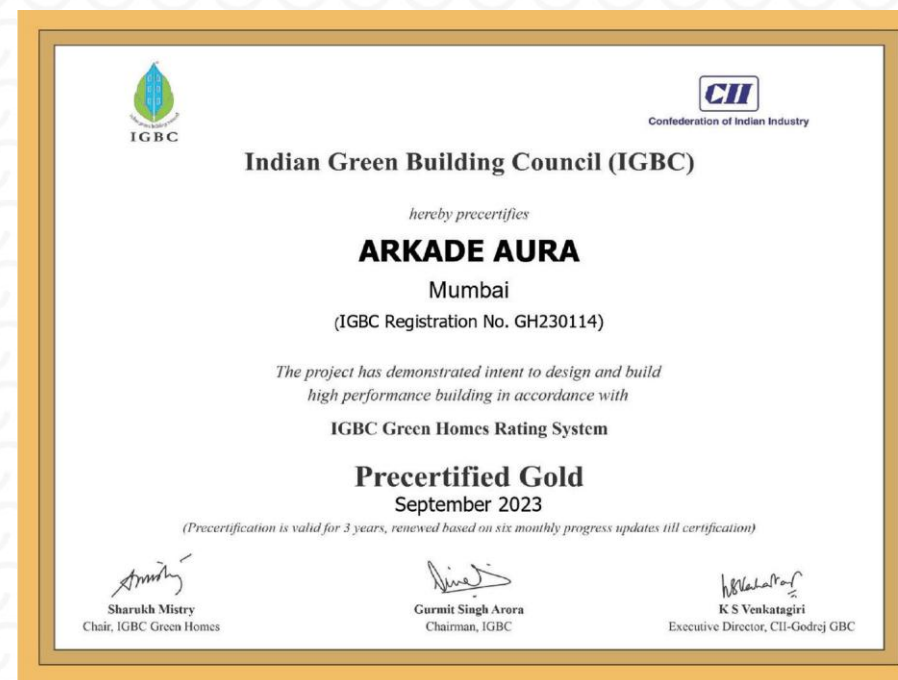 IGBC
CII
Confederation of Indian Industry
Indian Green Building Council (IGBC)
hereby precertifies
ARKADE AURA
Mumbai
(IGBC Registration No. GH230114)
The project has demonstrated intent to design and build
high performance building in accordance with
IGBC Green Homes Rating System
Precertified Gold
September 2023
(Precertification is valid for 3 years, renewed based on six monthly progress updates till certification)
Sharukh Mistry
Chair, IGBC Green Homes
Gurmit Singh Arora
Chairman, IGBC
K S Venkatagiri
Executive Director, CII-Godrej GBC